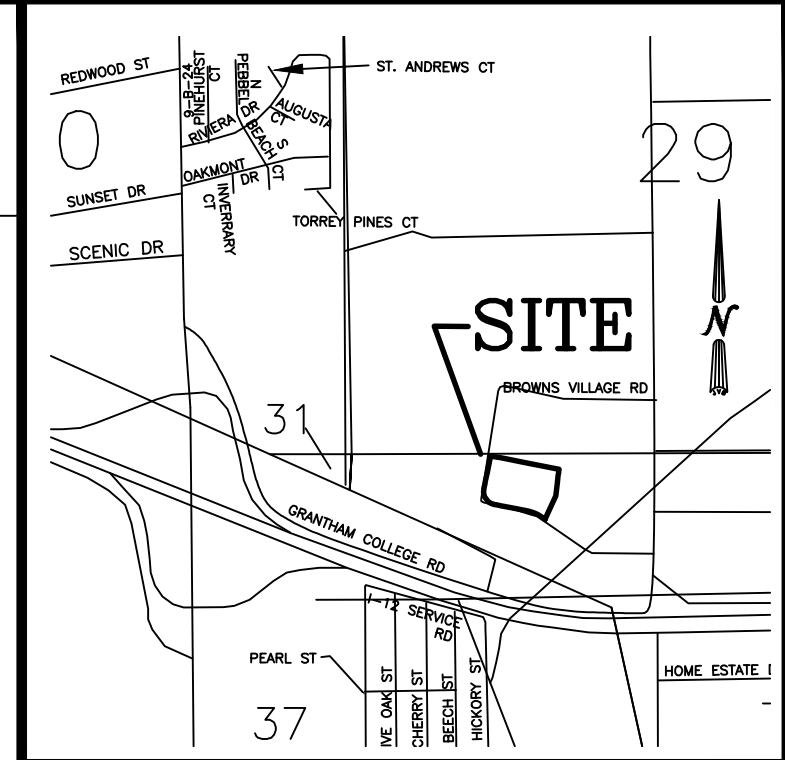 REDWOOD ST
9-B-24
PINEHURST
CT
PEBBEL
BEACH
CT
N
ST. ANDREWS CT
AUGUSTA
CT
RIVIERA DR
S
29
OAKMONT
DR
SUNSET DR
INVERRARY
CT
TORREY PINES CT
SCENIC DR
SITE
N
BROWNS VILLAGE RD
31
GRANTHAM COLLEGE RD
I-12 SERVICE
RD
PEARL ST
HOME ESTATE
IVE OAK ST
CHERRY ST
BEECH ST
HICKORY ST
37